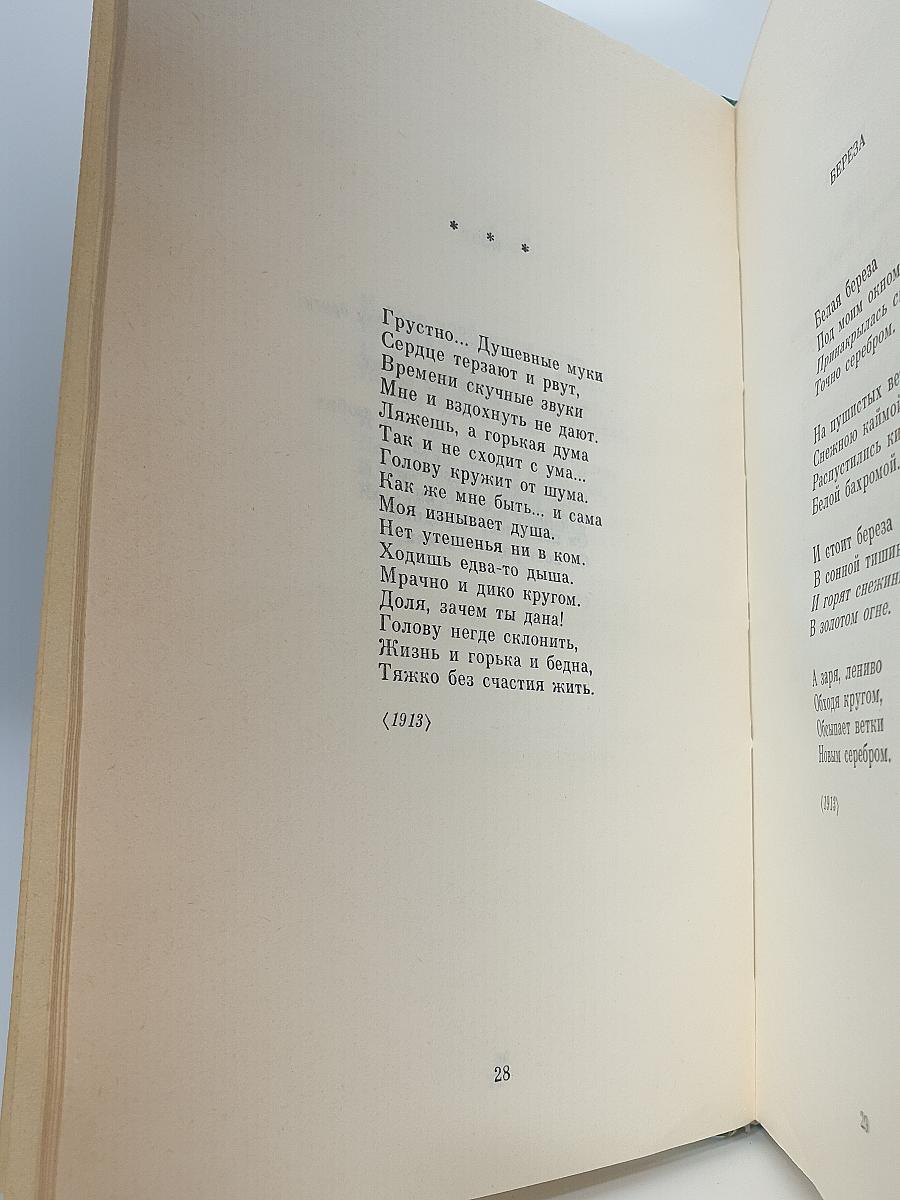 * * *
Грустно... Душевные муки
Сердце терзают и рвут,
Времени скучные звуки
Мне и вздохнуть не дают.
Ляжешь, а горькая дума
Так и не сходит с ума...
Голову кружит от шума.
Как же мне быть... и сама
Моя изнывает душа.
Нет утешенья ни в ком.
Ходишь едва-то дыша.
Мрачно и дико кругом.
Доля, зачем ты дана!
Голову негде склонить,
Жизнь и горька и бедна,
Тяжко без счастия жить.
⟨1913⟩
28
БЕРЕЗА
Белая береза
Под моим окном
Принакрылась
Точно серебром.
На пушистых
Снежною каймой
Распустились
Белой бахромой.
И стоит береза
В сонной
И горят
В золотом огне.
А заря, лениво
Обходя кругом,
Обсыпает ветки
Новым серебром.
⟨1913⟩
29